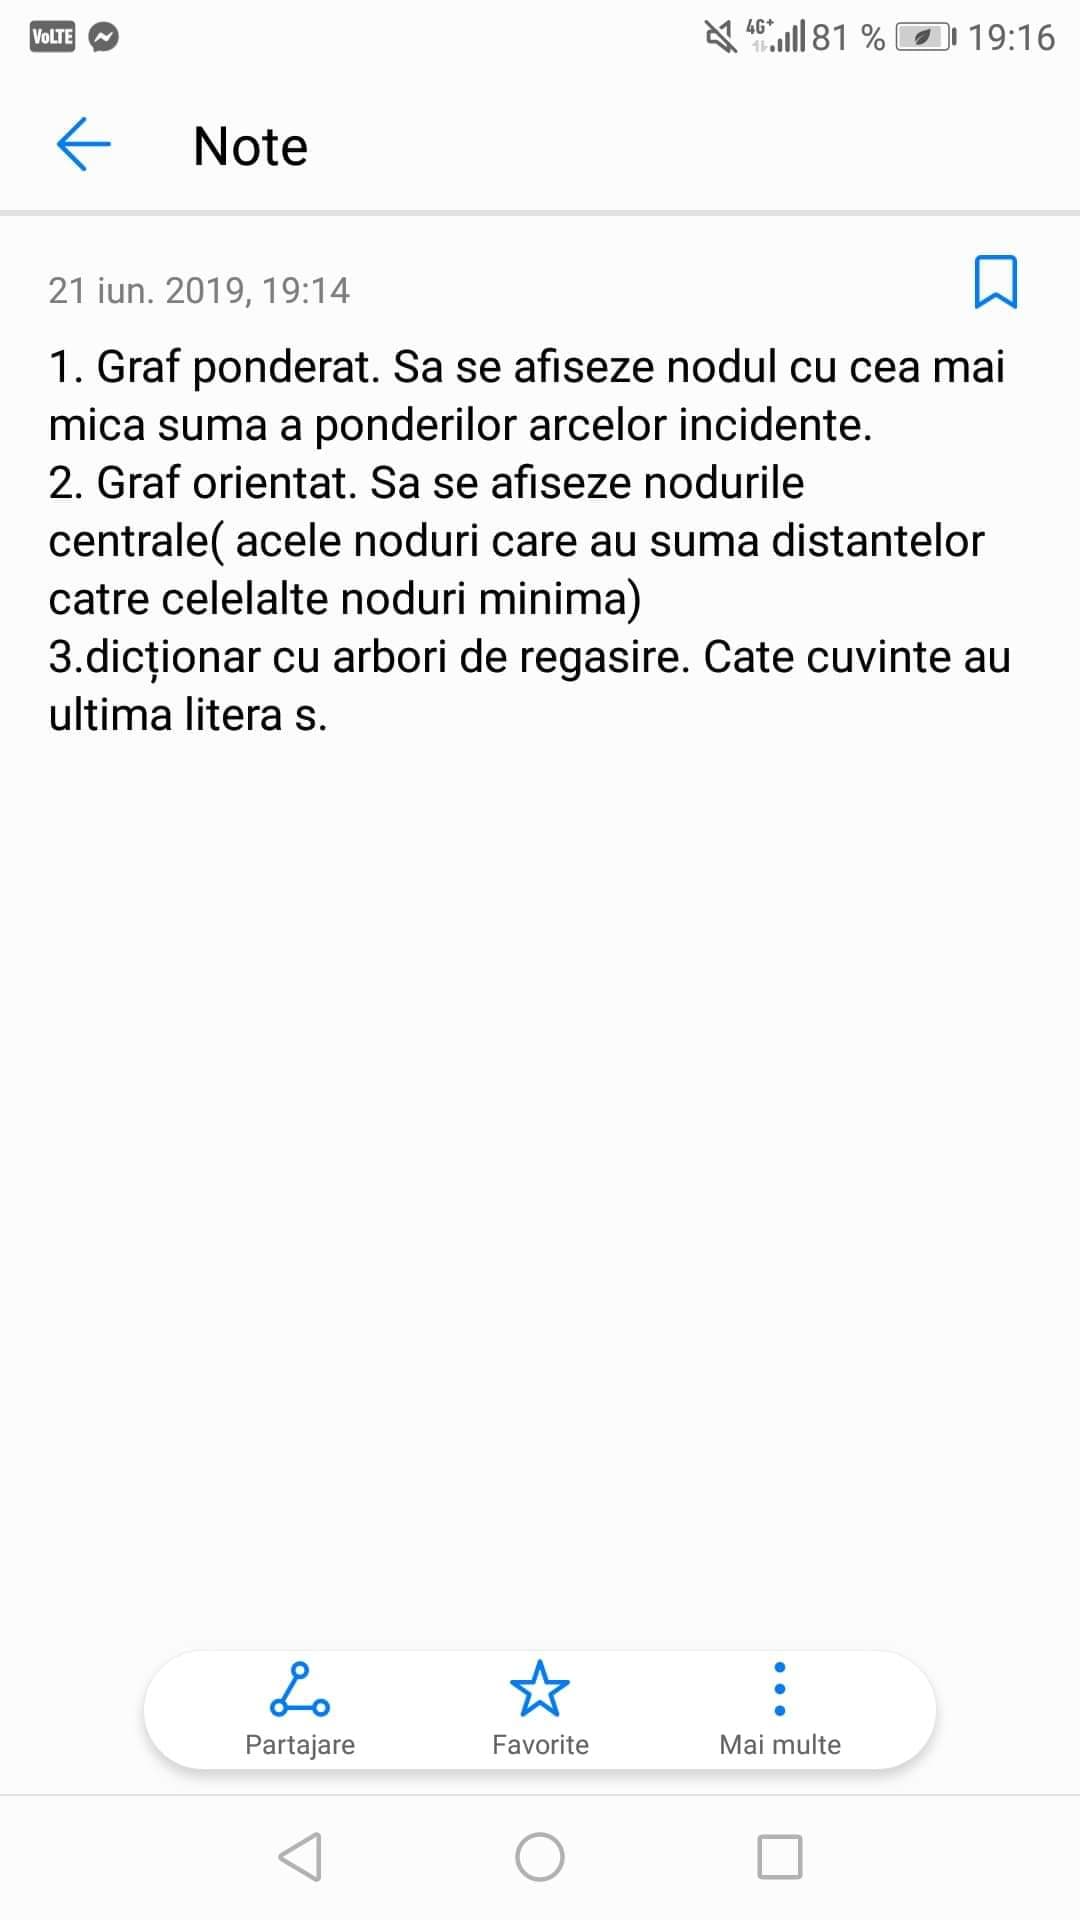 VoLTE
4G+ 81 % 19:16
Note
21 iun. 2019, 19:14
1. Graf ponderat. Sa se afiseze nodul cu cea mai
mica suma a ponderilor arcelor incidente.
2. Graf orientat. Sa se afiseze nodurile
centrale( acele noduri care au suma distantelor
catre celelalte noduri minima)
3.dicționar cu arbori de regasire. Cate cuvinte au
ultima litera s.
Partajare Favorite Mai multe